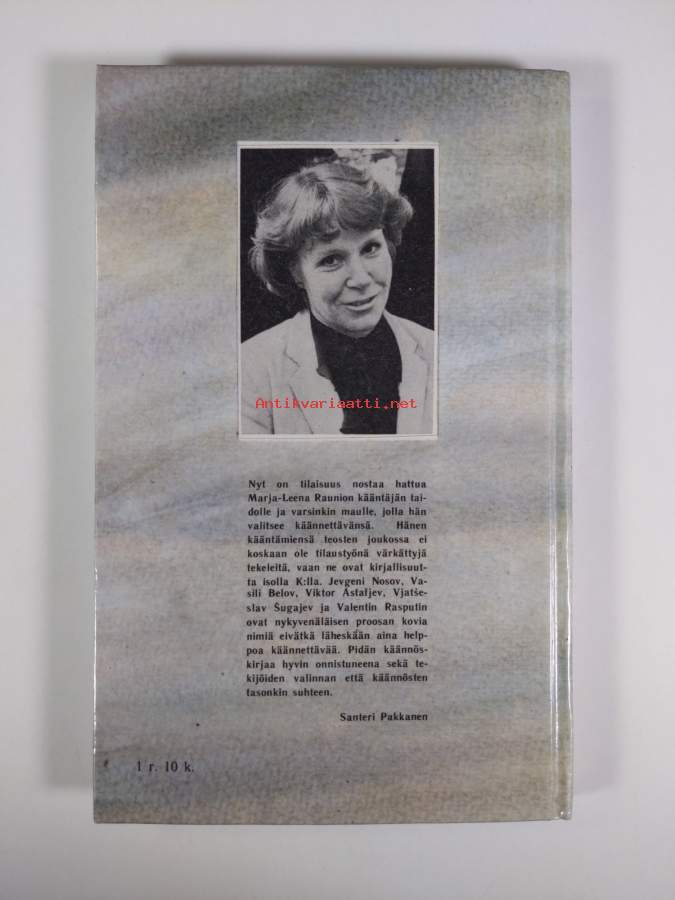 Antikvariaatti.net
Nyt on tilaisuus nostaa hattua
Marja-Leena Raunion kääntäjän tai-
dolle ja varsinkin maulle, jolla hän
valitsee käännettävänsä. Hänen
kääntämiensä teosten joukossa ei
koskaan ole tilaustyönä värkättyjä
tekeleitä, vaan ne ovat kirjallisuut-
ta isolla K:lla. Jevgeni Nosov, Va-
sili Belov, Viktor Astafjev, Vjatše-
slav Šugajev ja Valentin Rasputin
ovat nykyvenäläisen proosan kovia
nimiä eivätkä läheskään aina help-
poa käännettävää. Pidän käännös-
kirjaa hyvin onnistuneena sekä te-
kijöiden valinnan että käännösten
tasonkin suhteen.
Santeri Pakkanen
1 r. 10 k.